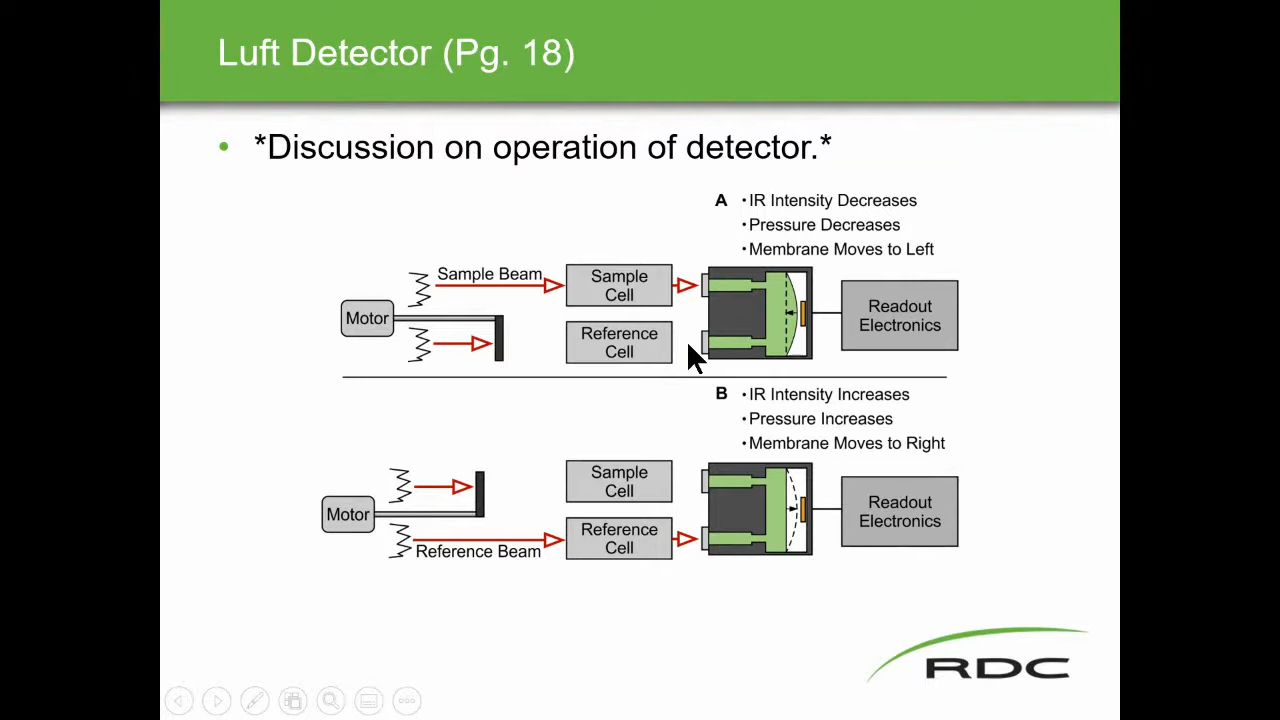 Luft Detector (Pg. 18)
• *Discussion on operation of detector.*
A • IR Intensity Decreases
• Pressure Decreases
• Membrane Moves to Left
Sample Beam
Sample
Cell
Motor
Reference
Cell
Readout
Electronics
B • IR Intensity Increases
• Pressure Increases
• Membrane Moves to Right
Sample
Cell
Motor
Reference
Cell
Reference Beam
Readout
Electronics
RDC